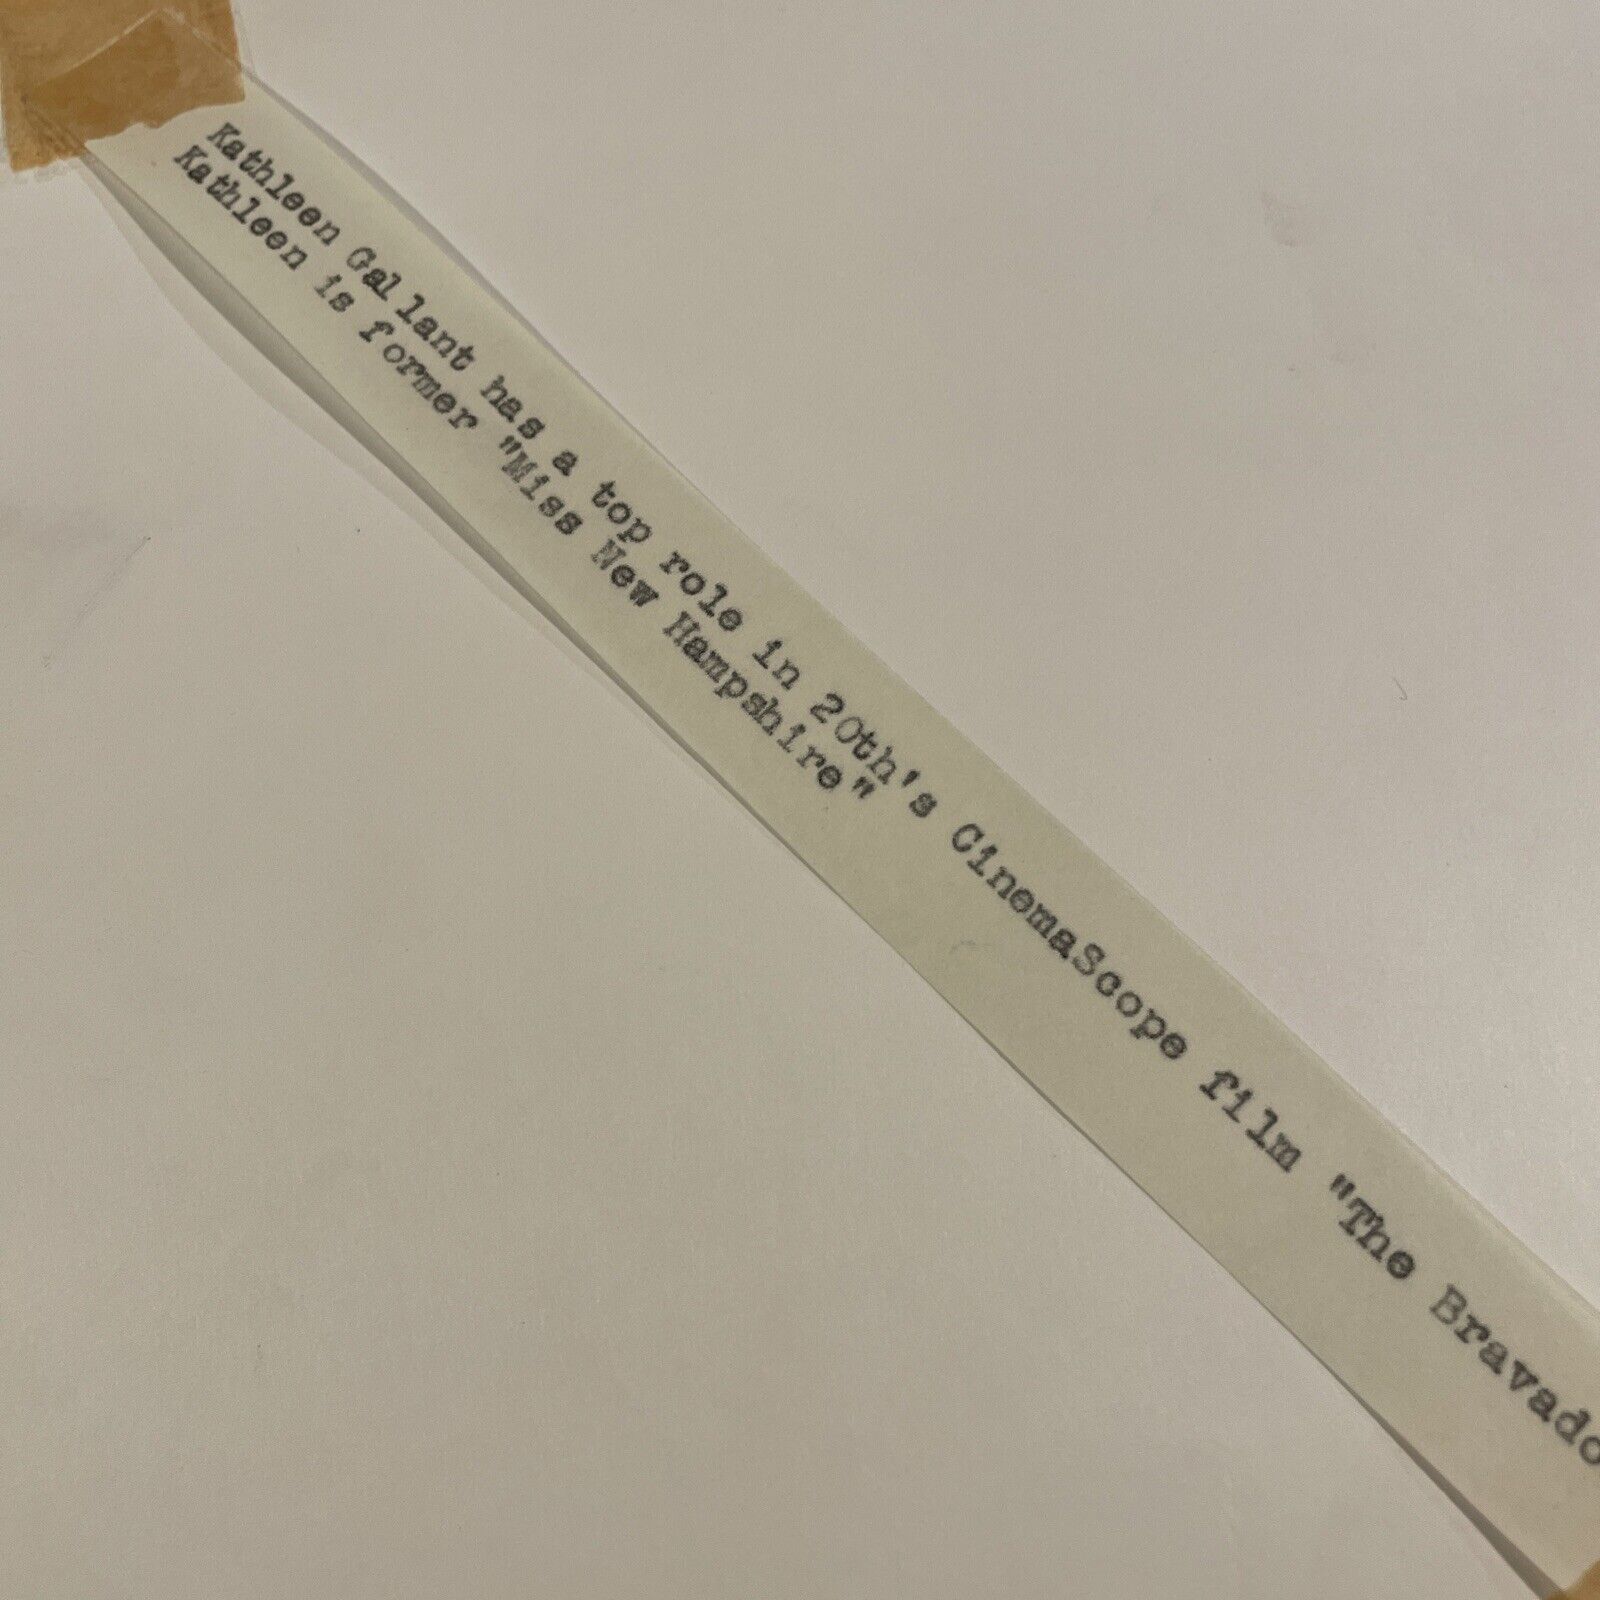 Kathleen Gallant has a top role in 20th's CinemaScope film "The Bravado
Kathleen is former "Miss New Hampshire"